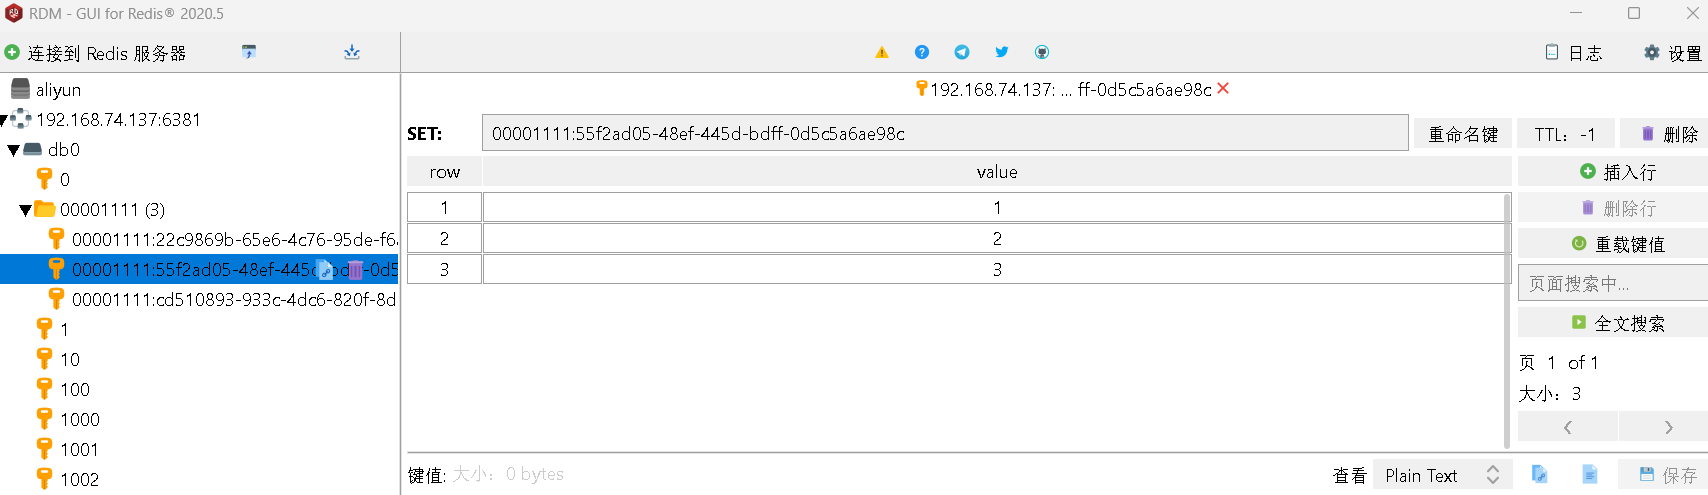 RDM - GUI for Redis® 2020.5
连接到 Redis 服务器
日志
设置
aliyun
192.168.74.137:6381
db0
0
00001111 (3)
00001111:22c9869b-65e6-4c76-95de-f6
00001111:55f2ad05-48ef-445d-bdff-0d5
00001111:cd510893-933c-4dc6-820f-8d
1
10
100
1000
1001
1002
192.168.74.137: ... ff-0d5c5a6ae98c
SET:
00001111:55f2ad05-48ef-445d-bdff-0d5c5a6ae98c
重命名键
TTL: -1
删除
row
value
1
1
2
2
3
3
插入行
删除行
重载键值
页面搜索中...
全文搜索
页 1 of 1
大小: 3
键值: 大小: 0 bytes
查看
Plain Text
保存